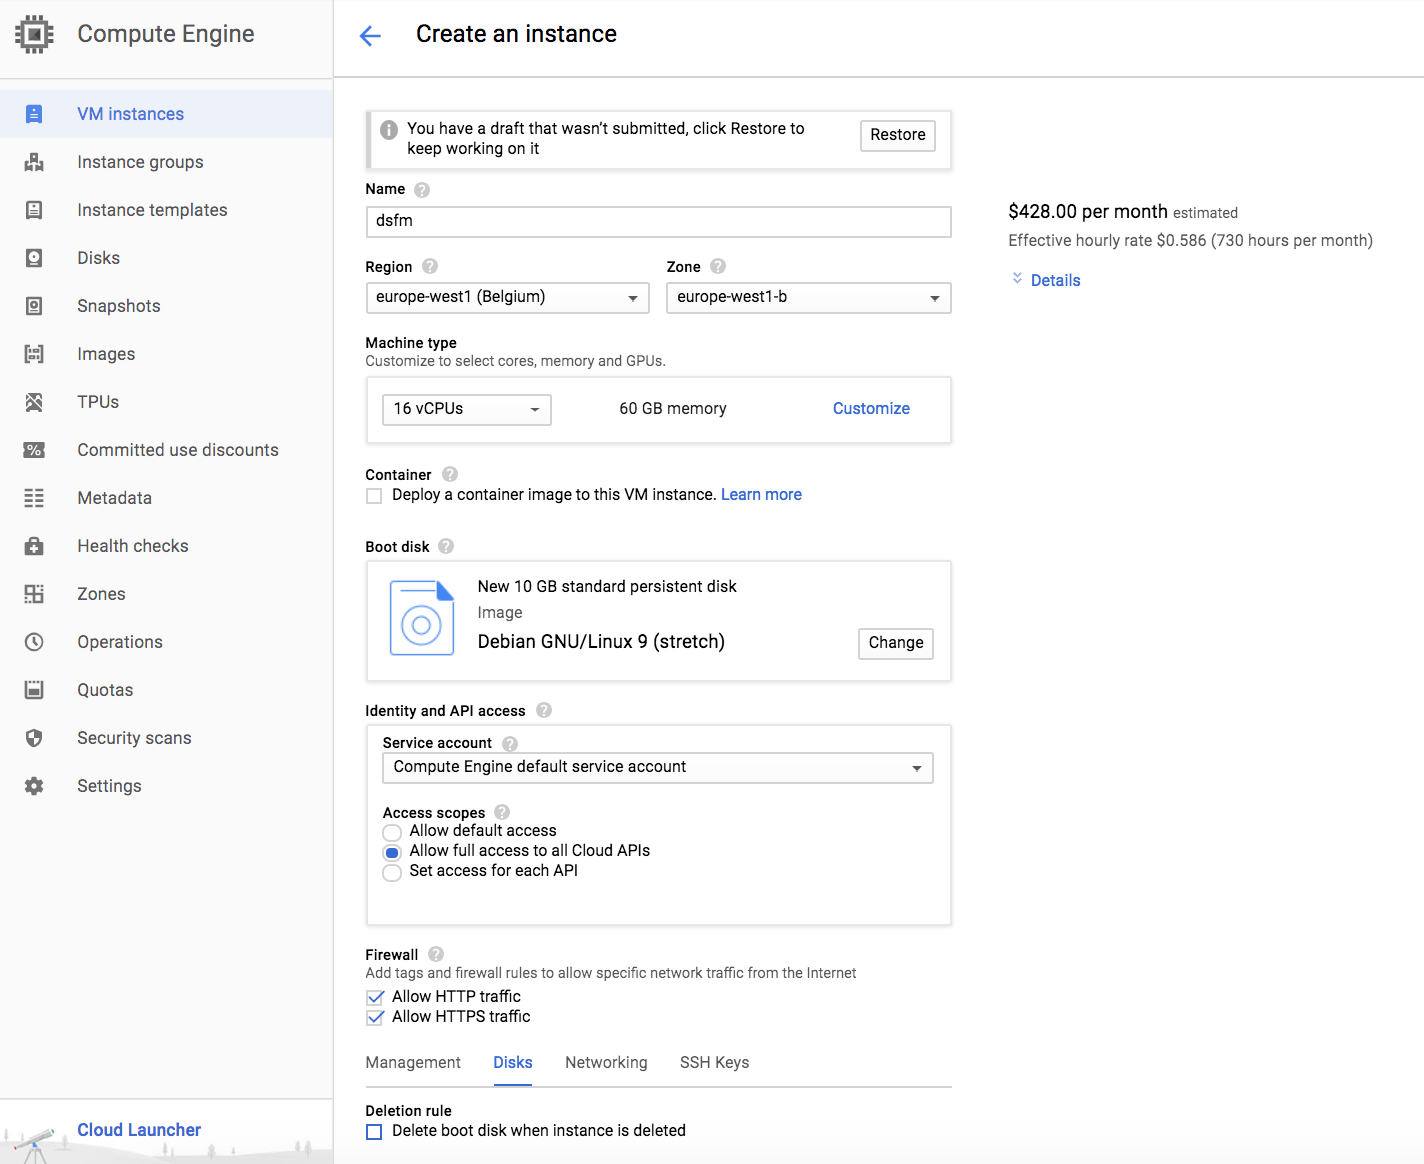 Compute Engine
VM instances
Instance groups
Instance templates
Disks
Snapshots
Images
TPUs
Committed use discounts
Metadata
Health checks
Zones
Operations
Quotas
Security scans
Settings
Cloud Launcher
Create an instance
You have a draft that wasn't submitted, click Restore to
keep working on it
Restore
Name
dsfm
Region
Zone
europe-west1 (Belgium)
europe-west1-b
Machine type
Customize to select cores, memory and GPUs.
16 vCPUs
60 GB memory
Customize
Container
Deploy a container image to this VM instance. Learn more
Boot disk
New 10 GB standard persistent disk
Image
Debian GNU/Linux 9 (stretch)
Change
Identity and API access
Service account
Compute Engine default service account
Access scopes
Allow default access
Allow full access to all Cloud APIs
Set access for each API
Firewall
Add tags and firewall rules to allow specific network traffic from the Internet
Allow HTTP traffic
Allow HTTPS traffic
Management
Disks
Networking
SSH Keys
Deletion rule
Delete boot disk when instance is deleted
$428.00 per month estimated
Effective hourly rate $0.586 (730 hours per month)
Details